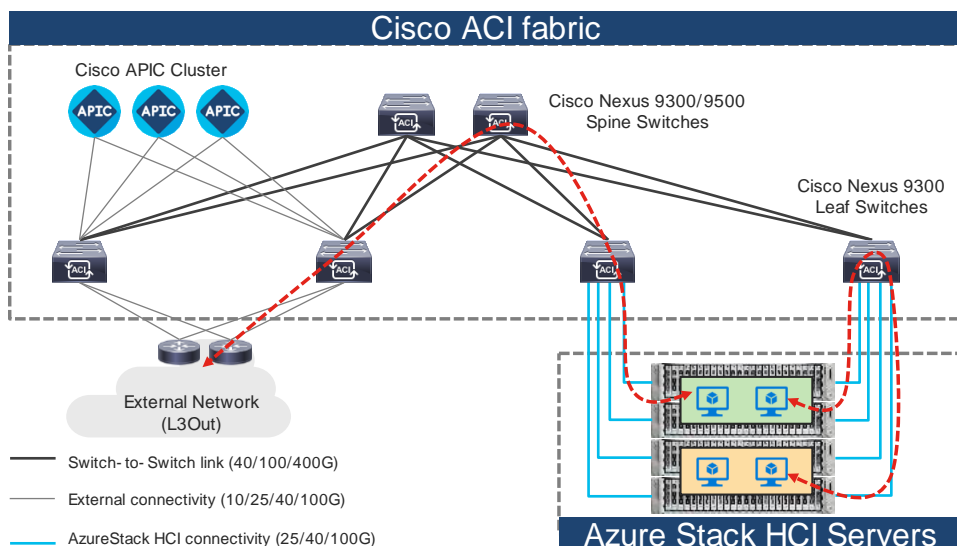 Cisco ACI fabric
Cisco APIC Cluster
APIC
APIC
APIC
ACI
ACI
Cisco Nexus 9300/9500
Spine Switches
Cisco Nexus 9300
Leaf Switches
ACI
ACI
ACI
ACI
External Network
(L3Out)
Switch-to-Switch link (40/100/400G)
External connectivity (10/25/40/100G)
AzureStack HCI connectivity (25/40/100G)
Azure Stack HCI Servers